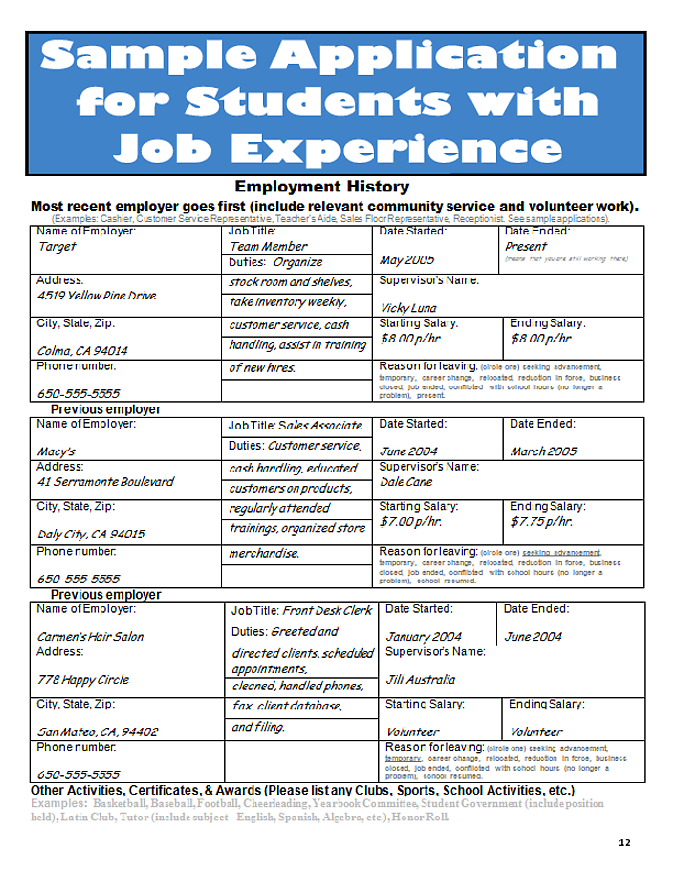 Sample Application
for Students with
Job Experience
Employment History
Most recent employer goes first (include relevant community service and volunteer work).
(Examples: Cashier, Customer Service Representative, Teacher's Aide, Sales Floor Representative, Receptionist. See sample applications).
Name of Employer: Job Title: Date Started: Date Ended:
Target Team Member May 2005 Present
Duties: Organize (means that you are still working there)
Address: stock room and shelves, Supervisor's Name:
4519 Yellow Pine Drive take inventory weekly, Vicky Luna
City, State, Zip: customer service, cash Starting Salary: Ending Salary:
Colma, CA 94014 handling, assist in training $8.00 p/hr. $8.00 p/hr.
Phone number: of new hires. Reason for leaving: (circle one) seeking advancement,
temporary, career change, relocated, reduction in force, business
closed, job ended, conflicted with school hours (no longer a
650-555-5555 problem), present.
Previous employer
Name of Employer: Job Title: Sales Associate Date Started: Date Ended:
Macy's Duties: Customer service, June 2004 March 2005
Address: cash handling, educated Supervisor's Name:
41 Serramonte Boulevard customers on products, Dale Cane
City, State, Zip: regularly attended Starting Salary: Ending Salary:
Daly City, CA 94015 trainings, organized store $7.00 p/hr. $7.75 p/hr.
Phone number: merchandise. Reason for leaving: (circle one) seeking advancement,
temporary, career change, relocated, reduction in force, business
closed, job ended, conflicted with school hours (no longer a
650-555-5555 problem), school resumed.
Previous employer
Name of Employer: Job Title: Front Desk Clerk Date Started: Date Ended:
Carmen's Hair Salon Duties: Greeted and January 2004 June 2004
Address: directed clients, scheduled Supervisor's Name:
appointments,
778 Happy Circle cleaned, handled phones, Jill Australia
City, State, Zip: fax, client database, Starting Salary: Ending Salary:
San Mateo, CA, 94402 and filing. Volunteer Volunteer
Phone number: Reason for leaving: (circle one) seeking advancement,
temporary, career change, relocated, reduction in force, business
closed, job ended, conflicted with school hours (no longer a
650-555-5555 problem), school resumed.
Other Activities, Certificates, & Awards (Please list any Clubs, Sports, School Activities, etc.)
Examples: Basketball, Baseball, Football, Cheerleading, Yearbook Committee, Student Government (include position
held), Latin Club, Tutor (include subject English, Spanish, Algebra, etc), Honor Roll.
12